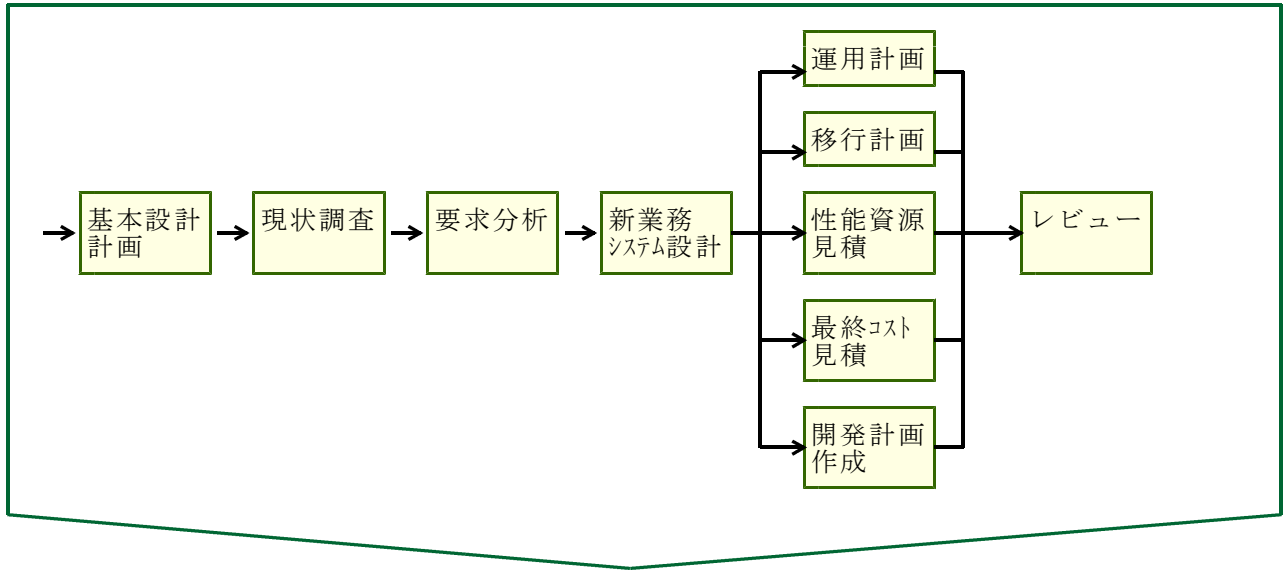 基本設計
計画
現状調査
要求分析
新業務
ｼｽﾃﾑ設計
運用計画
移行計画
性能資源
見積
最終ｺｽﾄ
見積
開発計画
作成
レビュー